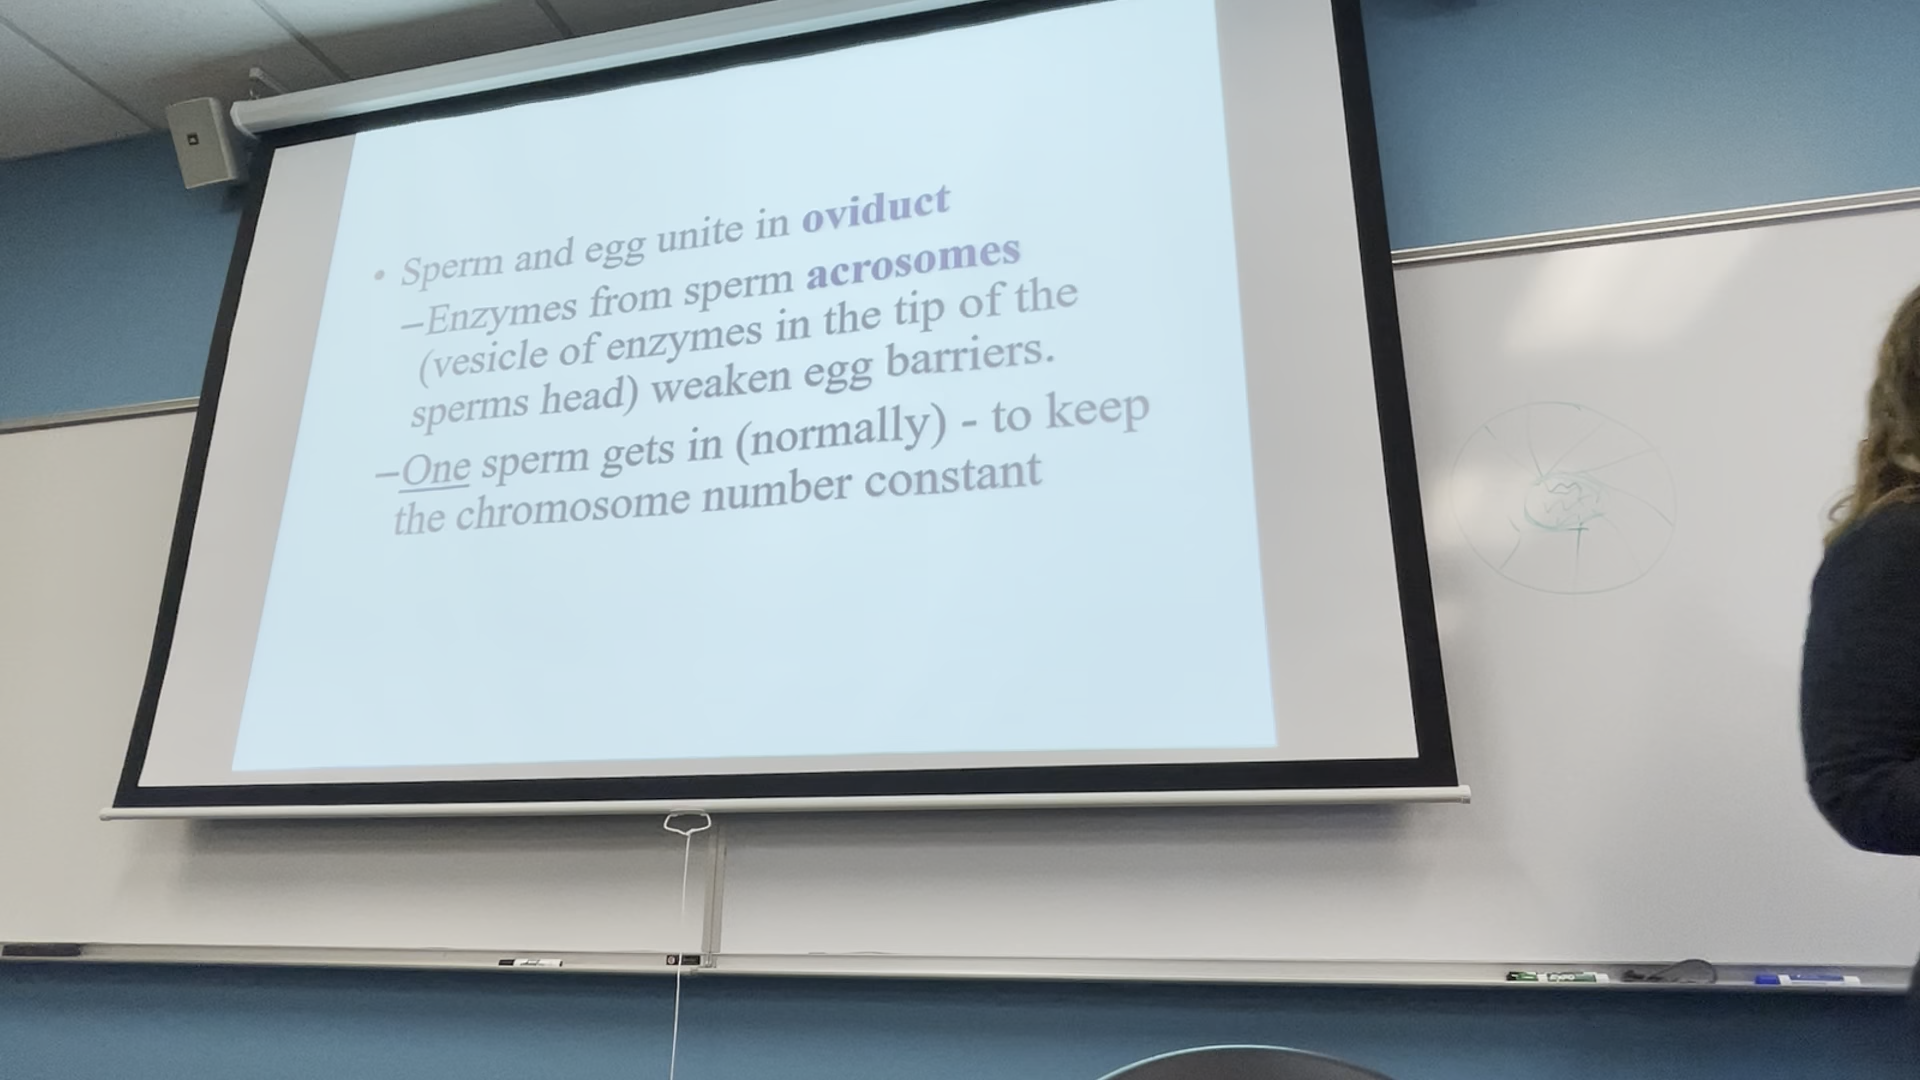 • Sperm and egg unite in oviduct
–Enzymes from sperm acrosomes
(vesicle of enzymes in the tip of the
sperms head) weaken egg barriers.
–One sperm gets in (normally) - to keep
the chromosome number constant
EXPO